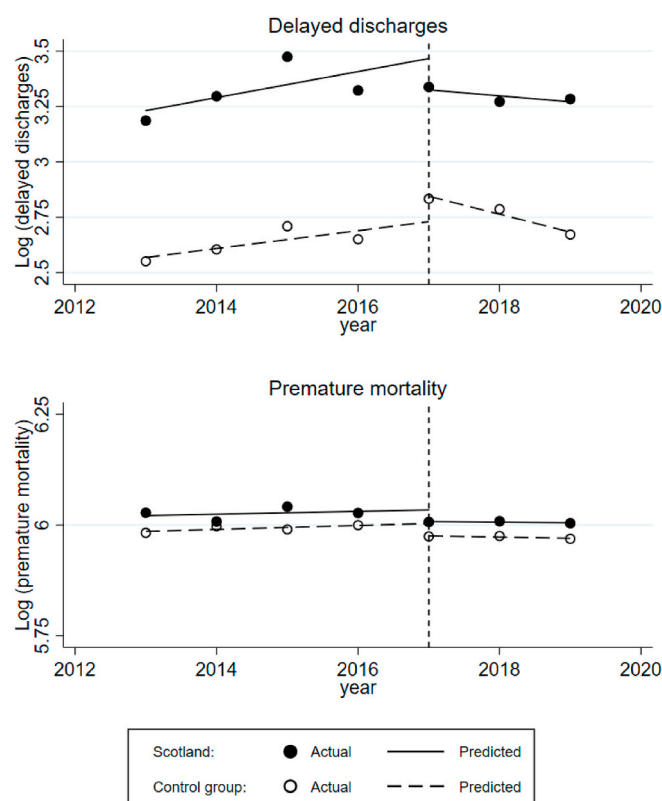 Delayed discharges
Log (delayed discharges)
3.5
3.25
3
2.75
2.5
2012 2014 2016 2018 2020
year
Premature mortality
Log (premature mortality)
6.25
6
5.75
2012 2014 2016 2018 2020
year
Scotland: Actual Predicted
Control group: Actual Predicted